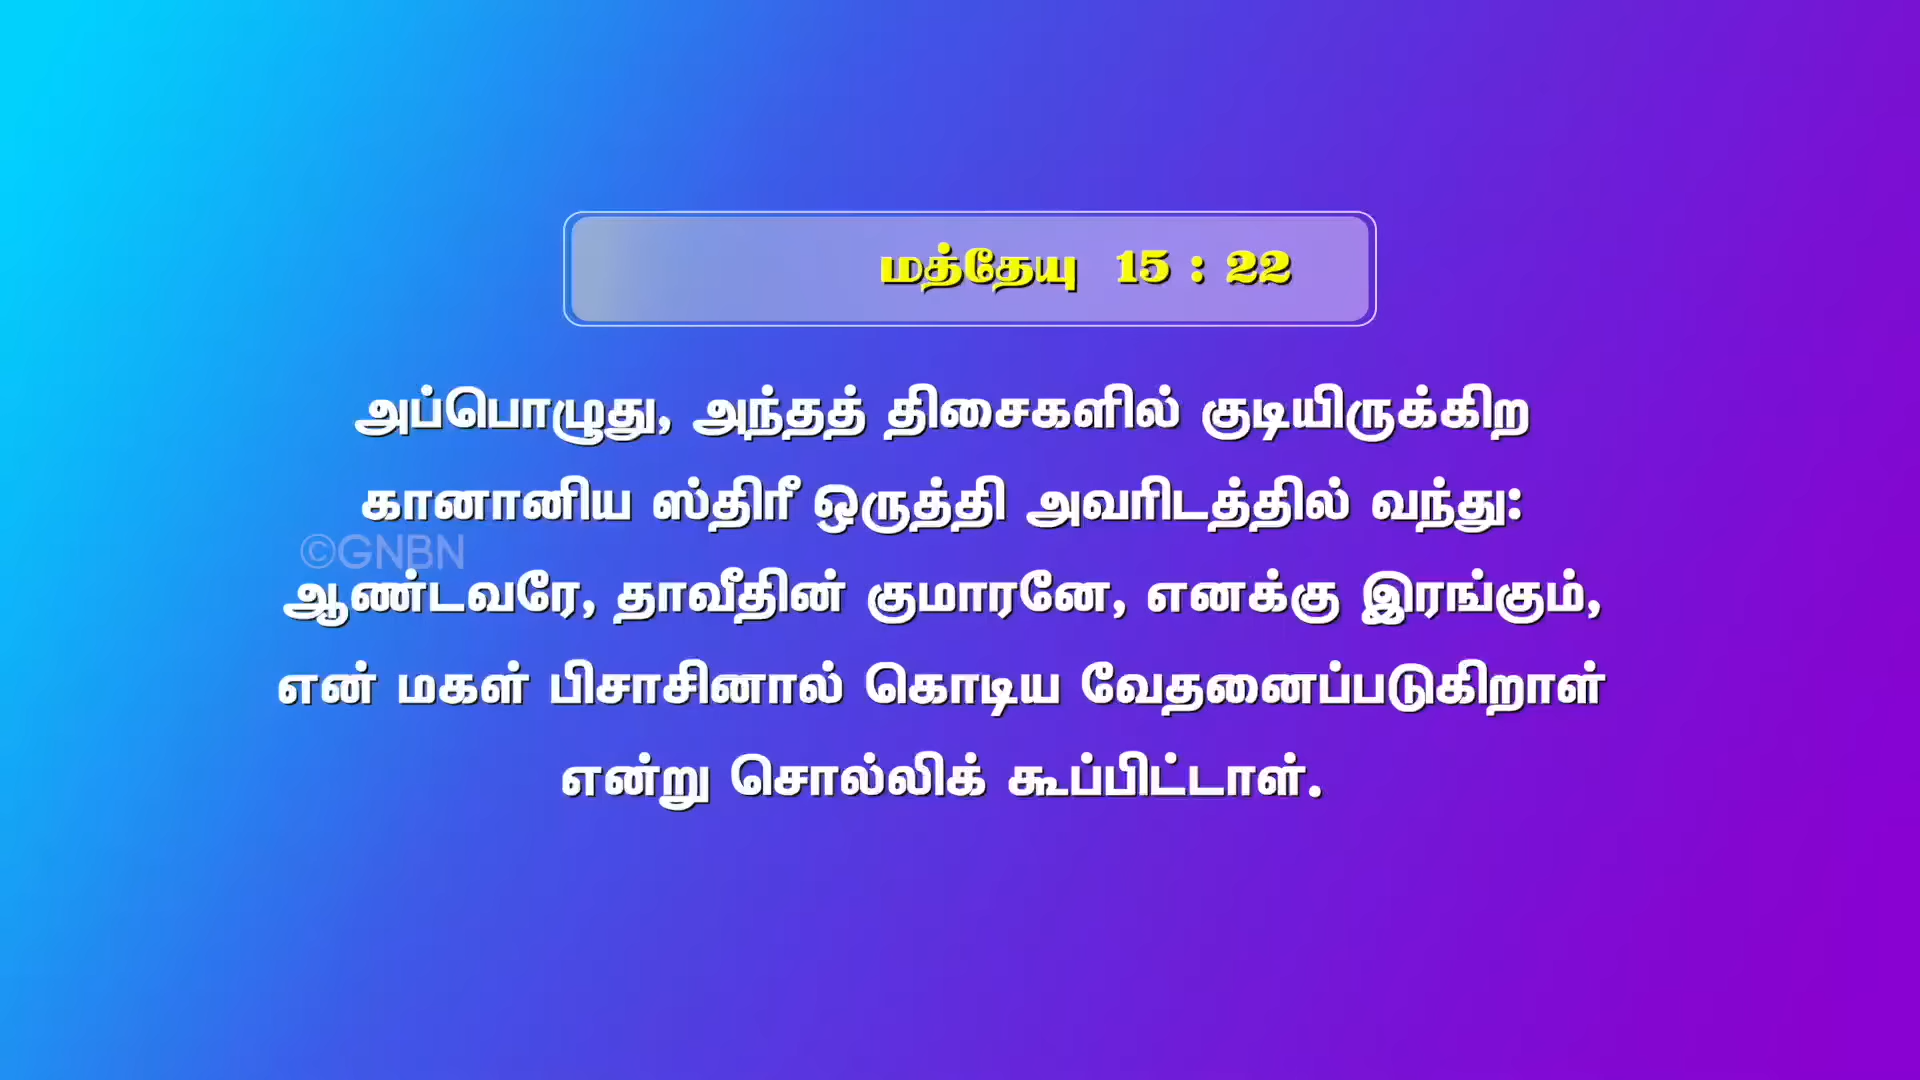 மத்தேயு 15 : 22
அப்பொழுது, அந்தத் திசைகளில் குடியிருக்கிற
கானானிய ஸ்திரீ ஒருத்தி அவரிடத்தில் வந்து:
©GNBN
ஆண்டவரே, தாவீதின் குமாரனே, எனக்கு இரங்கும்,
என் மகள் பிசாசினால் கொடிய வேதனைப்படுகிறாள்
என்று சொல்லிக் கூப்பிட்டாள்.